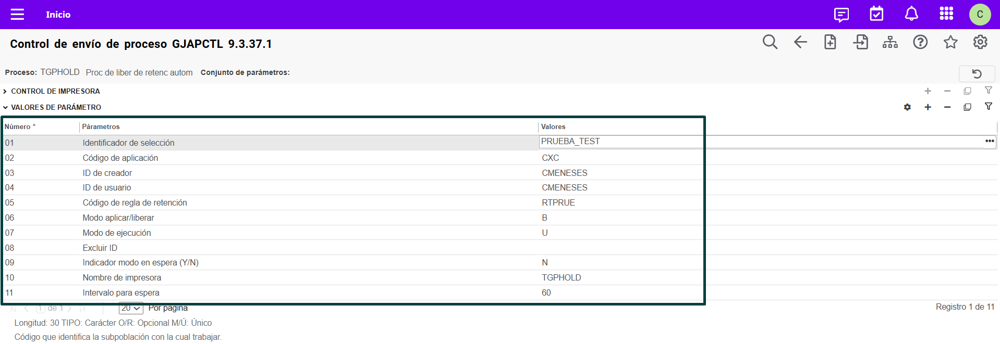 Inicio
C
Control de envío de proceso GJAPCTL 9.3.37.1
Proceso: TGPHOLD Proc de liber de retenc autom Conjunto de parámetros:
CONTROL DE IMPRESORA
VALORES DE PARÁMETRO
Número * Párametros Valores
01 Identificador de selección PRUEBA_TEST
02 Código de aplicación CXC
03 ID de creador CMENESES
04 ID de usuario CMENESES
05 Código de regla de retención RTPRUE
06 Modo aplicar/liberar B
07 Modo de ejecución U
08 Excluir ID
09 Indicador modo en espera (Y/N) N
10 Nombre de impresora TGPHOLD
11 Intervalo para espera 60
1 de 1 20 Por página Registro 1 de 11
Longitud: 30 TIPO: Carácter O/R: Opcional M/Ú: Único
Código que identifica la subpoblación con la cual trabajar.